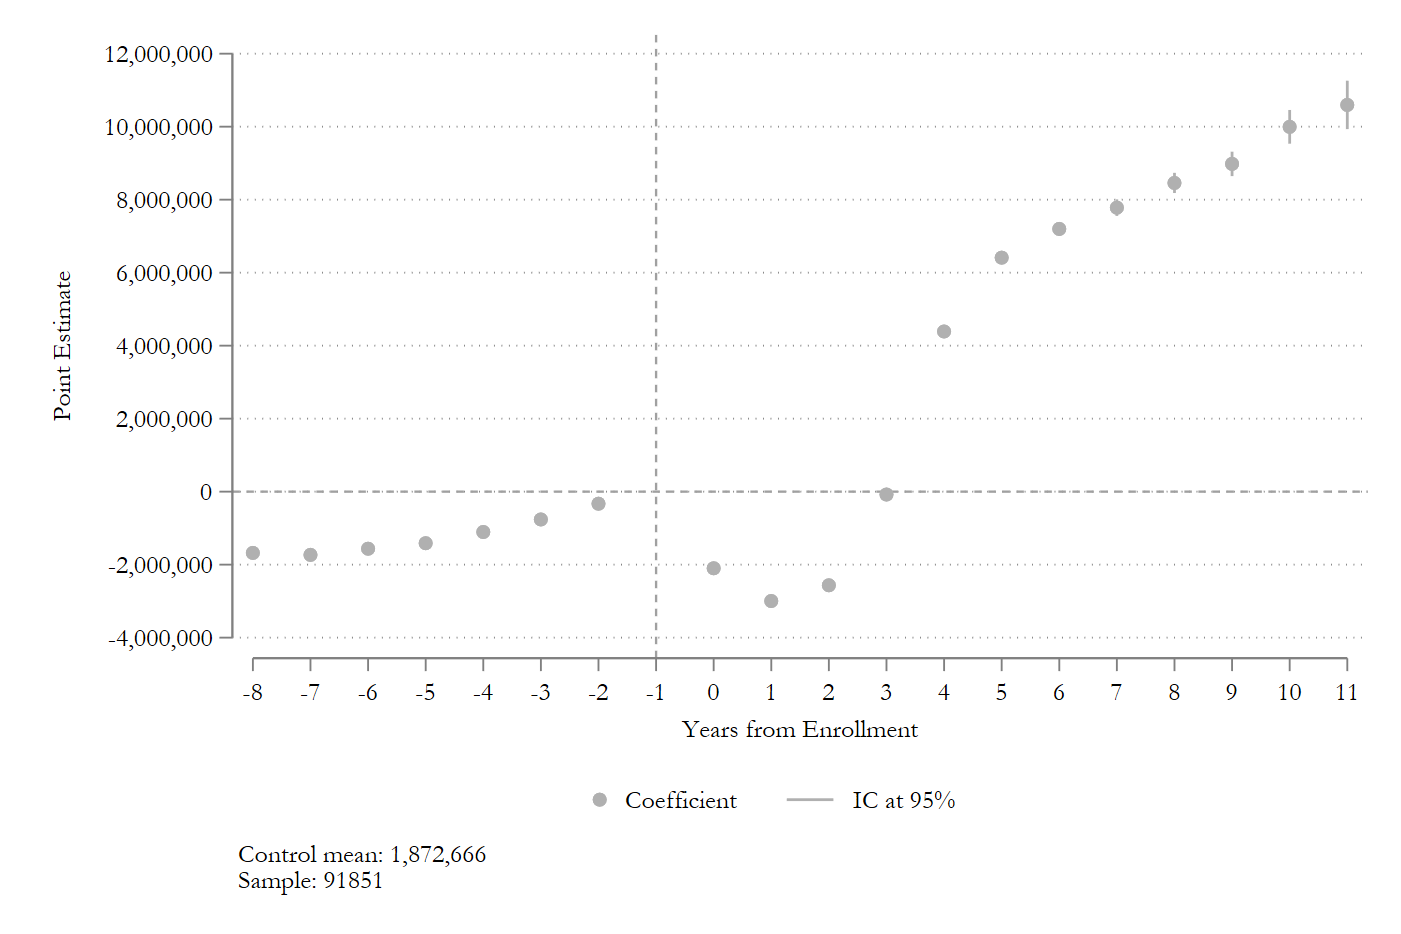 12,000,000
10,000,000
8,000,000
6,000,000
4,000,000
2,000,000
0
-2,000,000
-4,000,000
Point Estimate
-8 -7 -6 -5 -4 -3 -2 -1 0 1 2 3 4 5 6 7 8 9 10 11
Years from Enrollment
Coefficient IC at 95%
Control mean: 1,872,666
Sample: 91851